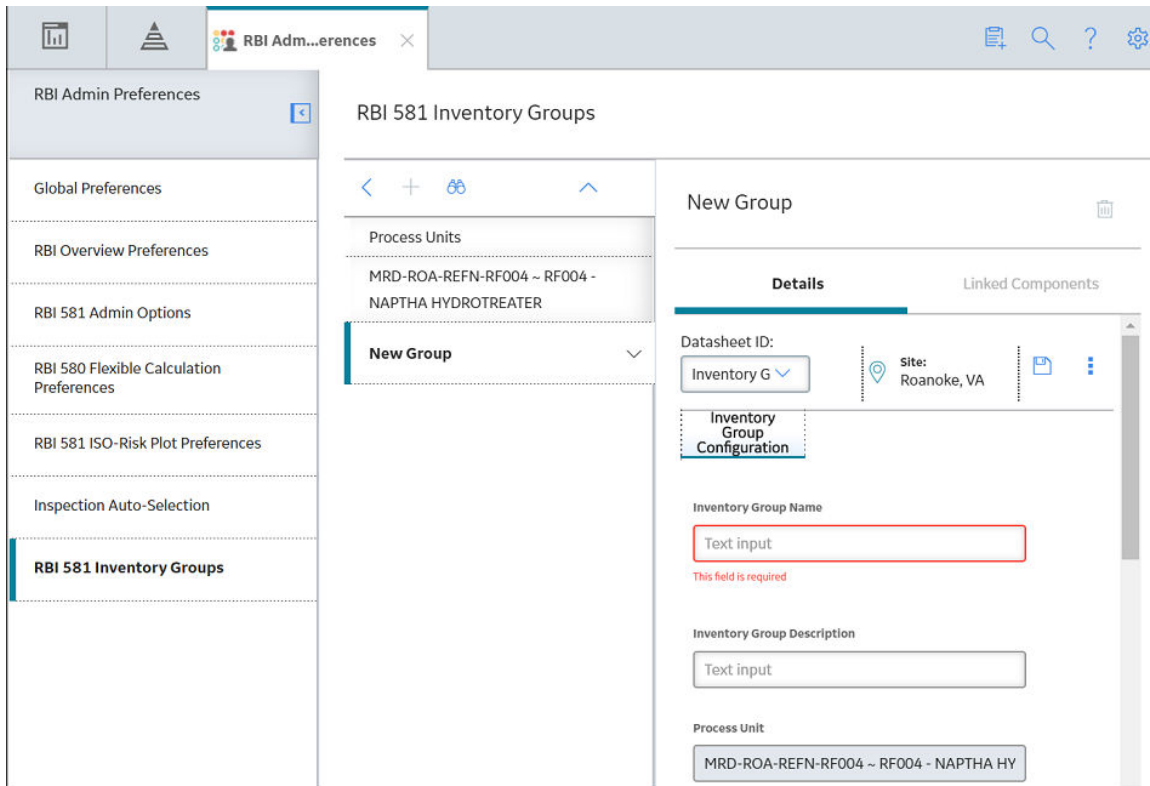 RBI Adm...erences
RBI Admin Preferences
Global Preferences
RBI Overview Preferences
RBI 581 Admin Options
RBI 580 Flexible Calculation
Preferences
RBI 581 ISO-Risk Plot Preferences
Inspection Auto-Selection
RBI 581 Inventory Groups
RBI 581 Inventory Groups
Process Units
MRD-ROA-REFN-RF004 ~ RF004 -
NAPTHA HYDROTREATER
New Group
New Group
Details
Linked Components
Datasheet ID:
Inventory G
Site:
Roanoke, VA
Inventory
Group
Configuration
Inventory Group Name
Text input
This field is required
Inventory Group Description
Text input
Process Unit
MRD-ROA-REFN-RF004 ~ RF004 - NAPTHA HY